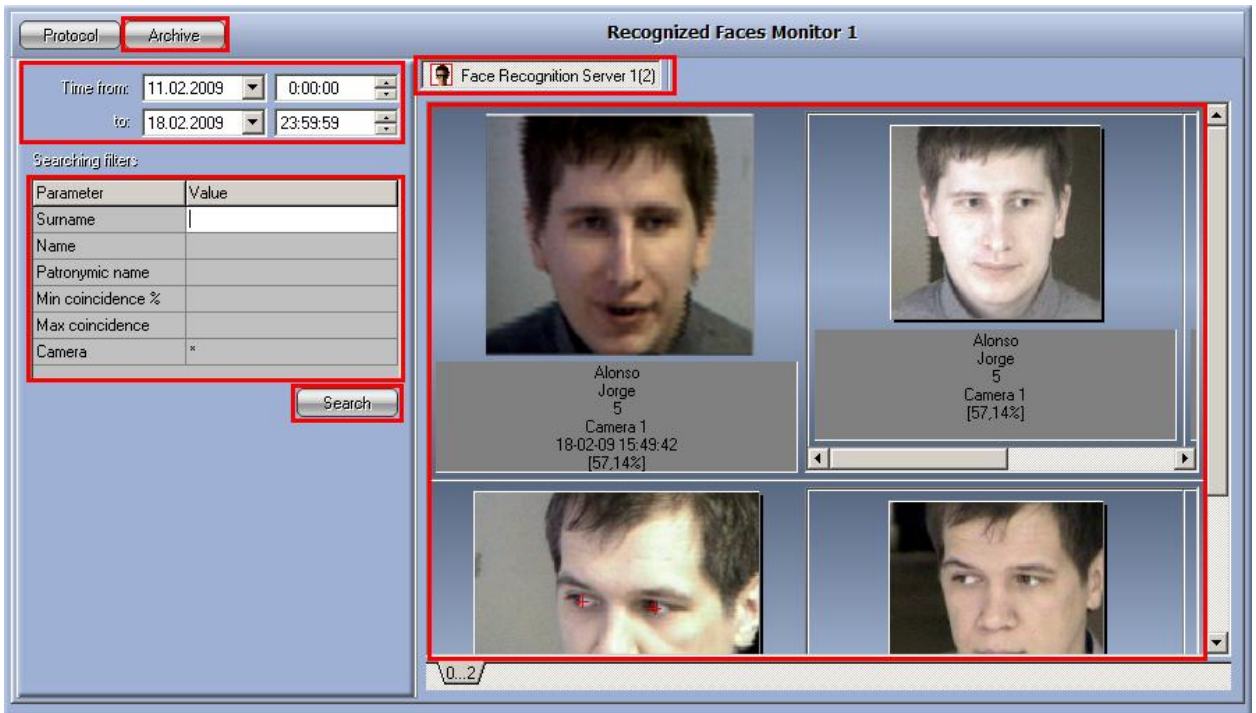 Protocol Archive Recognized Faces Monitor 1
Time from: 11.02.2009 0:00:00
to: 18.02.2009 23:59:59
Searching filters
Parameter Value
Surname
Name
Patronymic name
Min coincidence %
Max coincidence
Camera *
Search
Face Recognition Server 1(2)
Alonso
Jorge
5
Camera 1
18-02-09 15:49:42
[57,14%]
Alonso
Jorge
5
Camera 1
[57,14%]
0...2